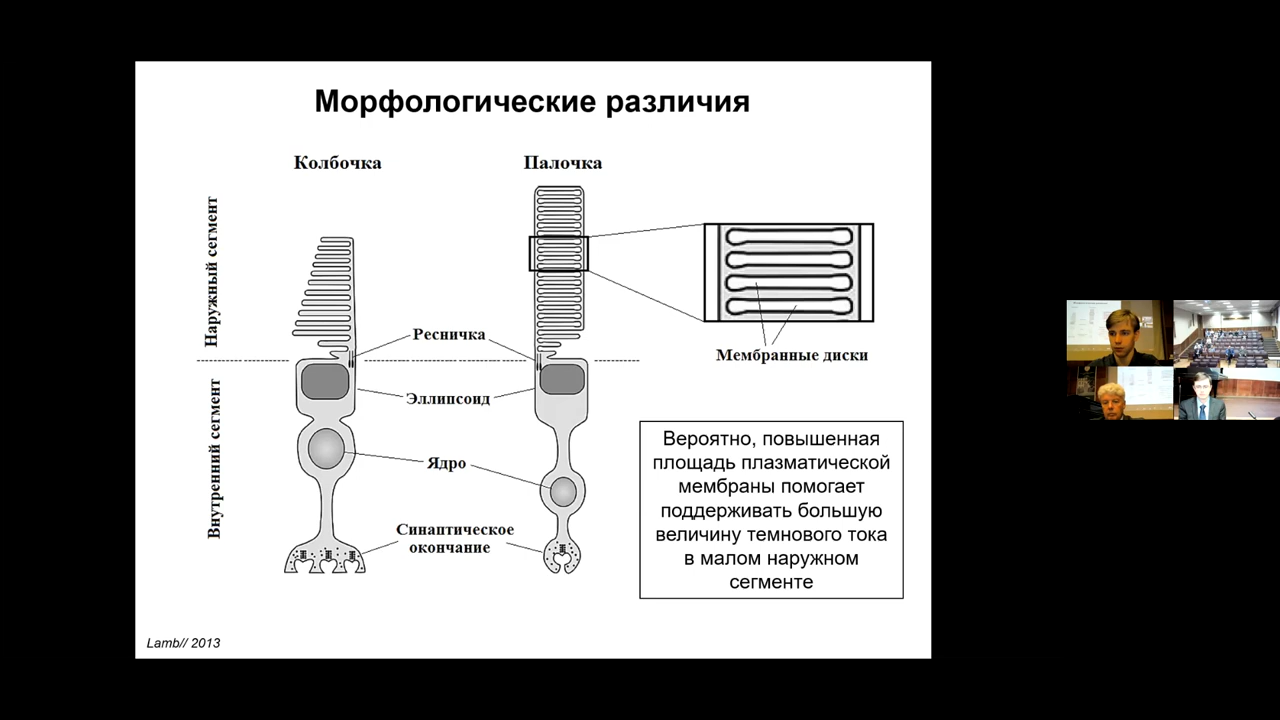 Морфологические различия
Колбочка
Палочка
Наружный сегмент
Внутренний сегмент
Ресничка
Эллипсоид
Ядро
Синаптическое
окончание
Мембранные диски
Вероятно, повышенная
площадь плазматической
мембраны помогает
поддерживать большую
величину темнового тока
в малом наружном
сегменте
Lamb// 2013